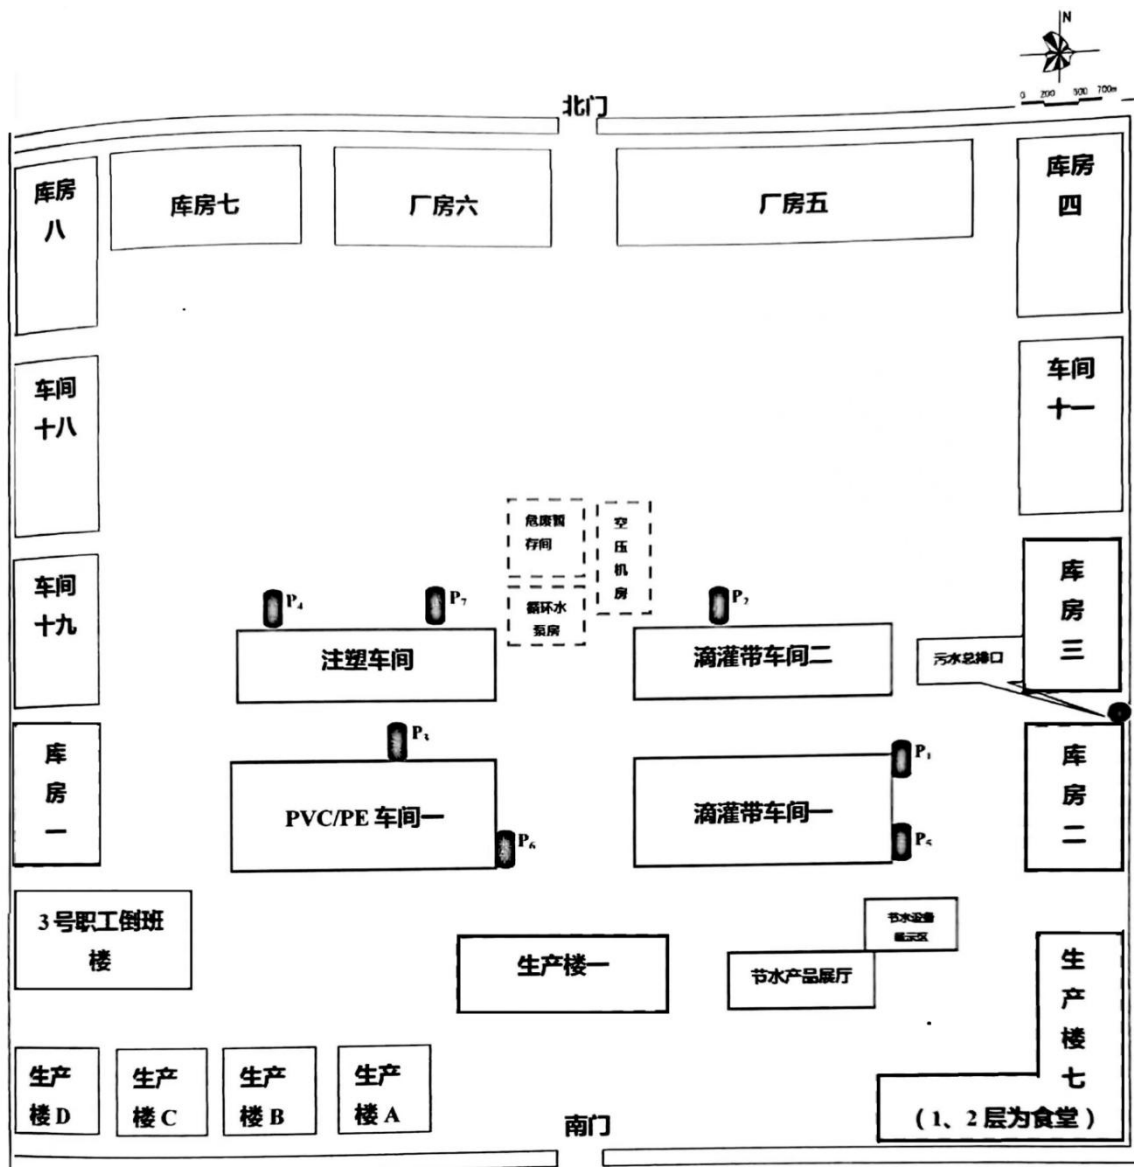 N
0 200 500 700m
北门
库房
八
库房七
厂房六
厂房五
库房
四
车间
十八
车间
十一
危废暂
存间
空
压
机
房
循环水
泵房
车间
十九
P₄
P₇
P₂
注塑车间
滴灌带车间二
污水总排口
库
房
三
库
房
一
P₃
PVC/PE 车间一
P₆
滴灌带车间一
P₁
P₅
库
房
二
3 号职工倒班
楼
生产楼一
节水设备
展示区
节水产品展厅
生
产
楼
七
(1、2 层为食堂)
生产
楼 D
生产
楼 C
生产
楼 B
生产
楼 A
南门